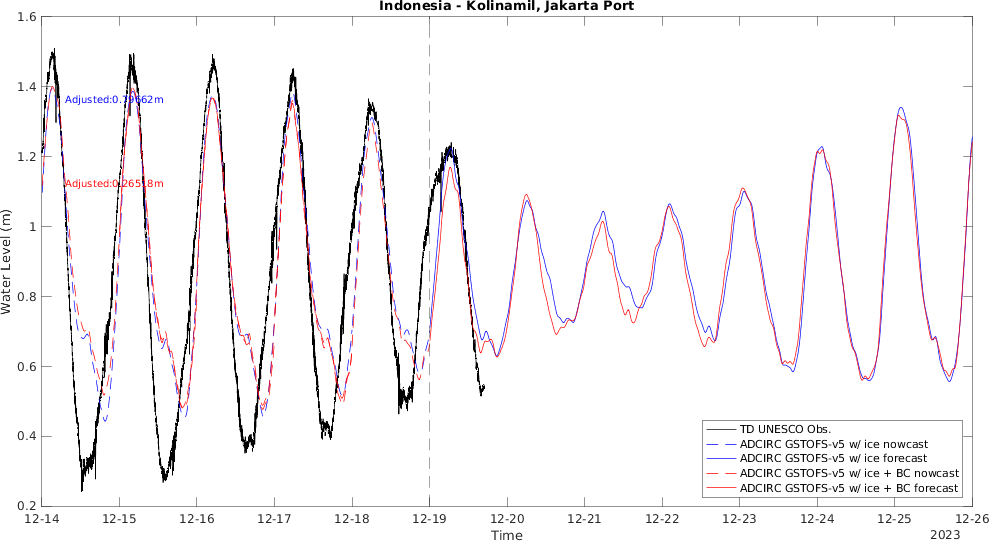 Indonesia - Kolinamil, Jakarta Port
1.6
1.4
1.2
1
0.8
0.6
0.4
0.2
Water Level (m)
Adjusted:0.79662m
TD UNESCO Obs.
ADCIRC GSTOFS-v5 w/ ice nowcast
ADCIRC GSTOFS-v5 w/ ice forecast
ADCIRC GSTOFS-v5 w/ ice + BC nowcast
ADCIRC GSTOFS-v5 w/ ice + BC forecast
12-14 12-15 12-16 12-17 12-18 12-19 12-20 12-21 12-22 12-23 12-24 12-25 12-26
Time
2023